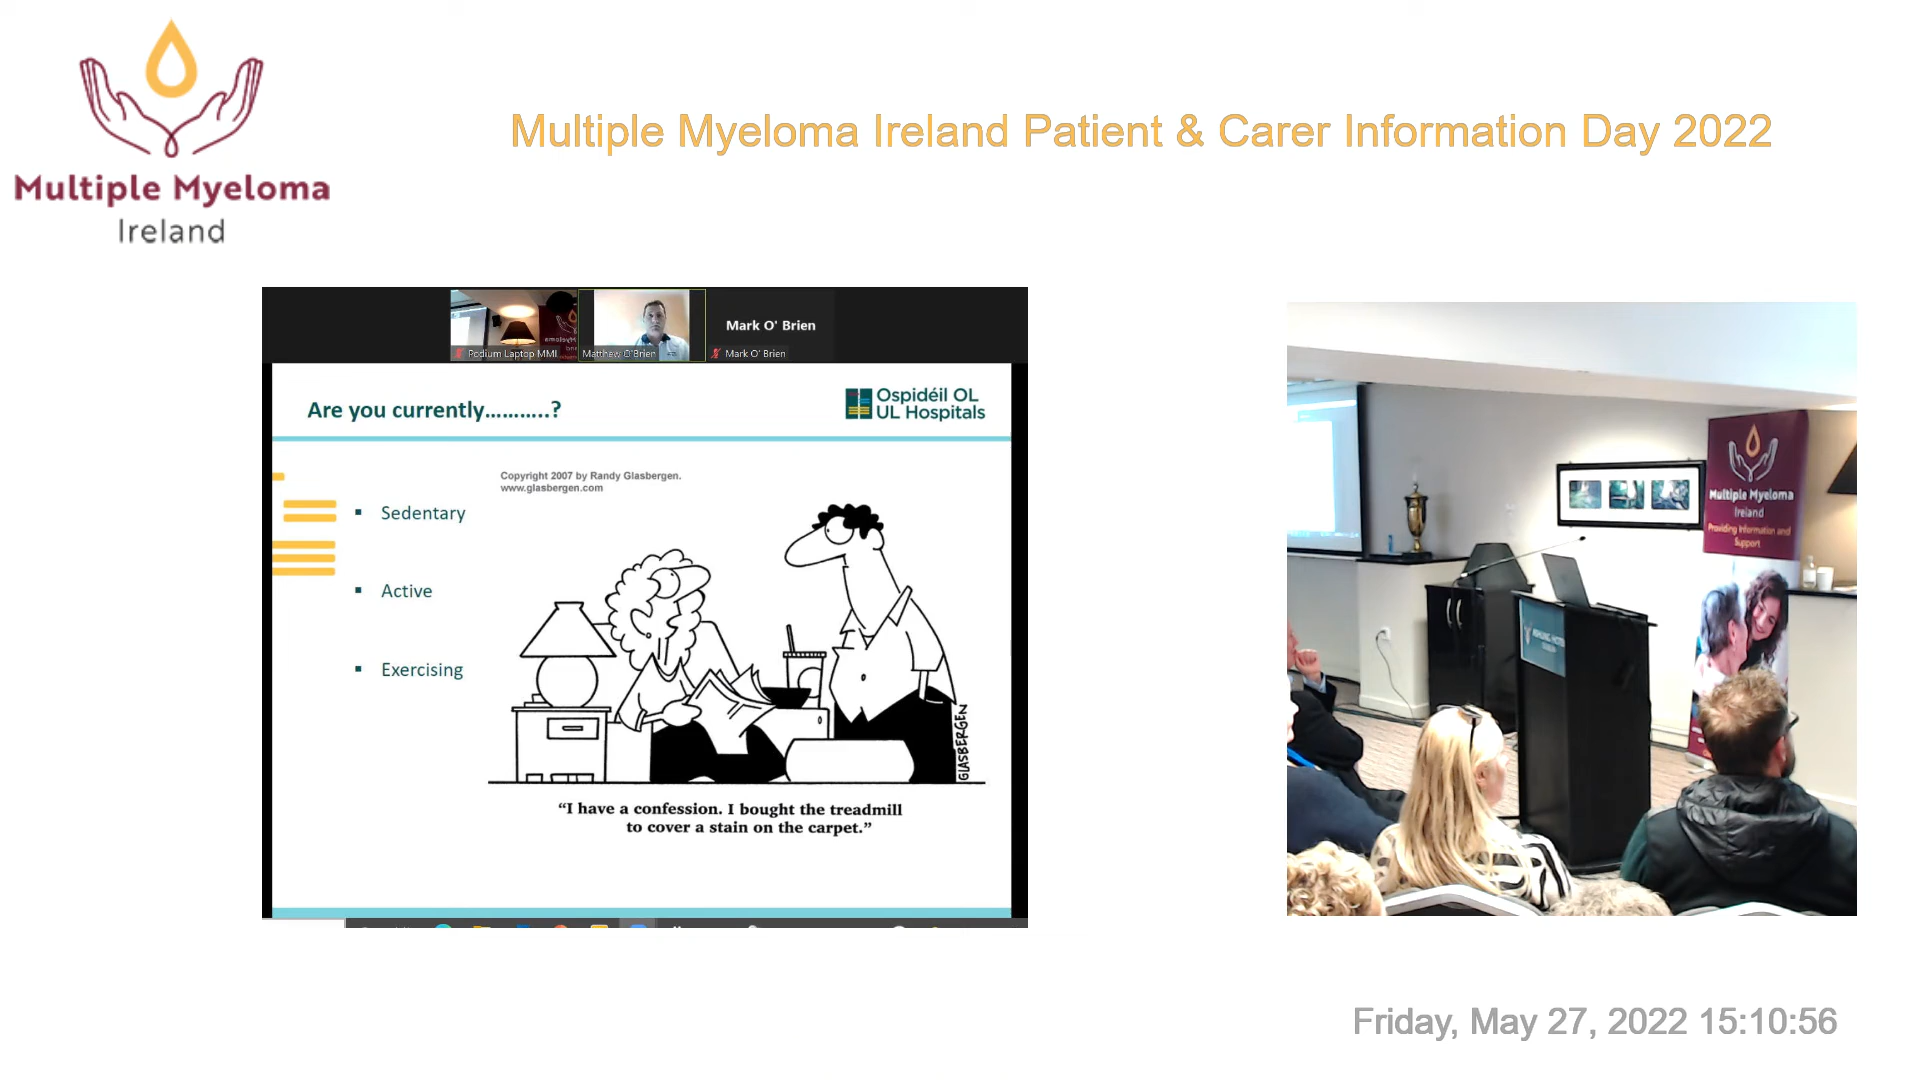 Multiple Myeloma
Ireland
Multiple Myeloma Ireland Patient & Carer Information Day 2022
Mark O' Brien
Podium Laptop MMI
Matthew O'Brien
Mark O' Brien
Are you currently...........?
Ospidéil OL
UL Hospitals
Copyright 2007 by Randy Glasbergen.
www.glasbergen.com
▪ Sedentary
▪ Active
▪ Exercising
GLASBERGEN
“I have a confession. I bought the treadmill
to cover a stain on the carpet.”
Multiple Myeloma
Ireland
Providing Information and
Support
Friday, May 27, 2022 15:10:56